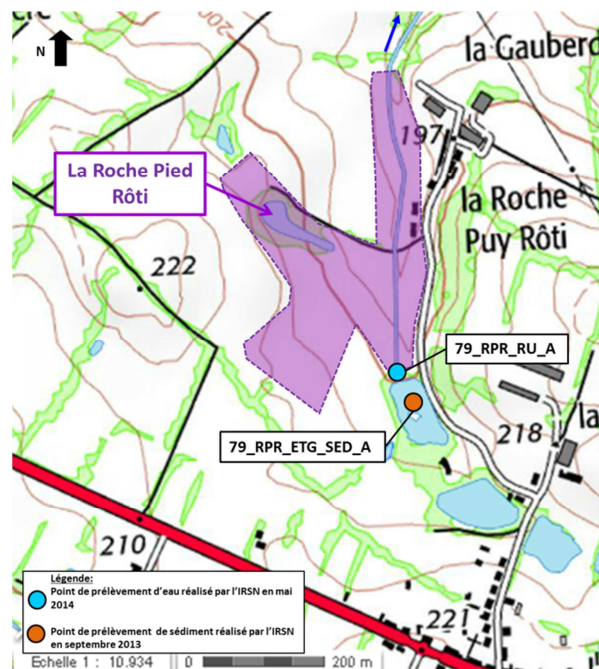 200
la Gauberd
N
197
La Roche Pied
Rôti
la Roche
Puy Rôti
222
79_RPR_RU_A
79_RPR_ETG_SED_A
218
la
210
Légende:
Point de prélèvement d'eau réalisé par l'IRSN en mai
2014
Point de prélèvement de sédiment réalisé par l'IRSN
en septembre 2013
221
Echelle 1 : 10.934 0 200 m